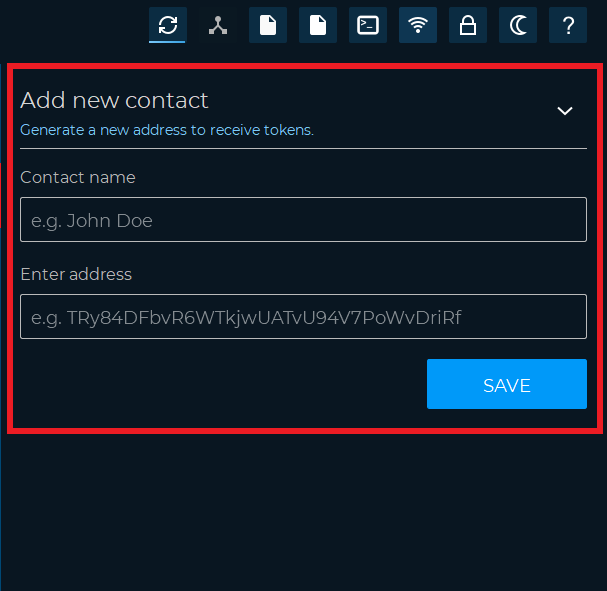 Add new contact
Generate a new address to receive tokens.
Contact name
e.g. John Doe
Enter address
e.g. TRy84DFbvR6WTkjwUATvU94V7PoWvDriRf
SAVE